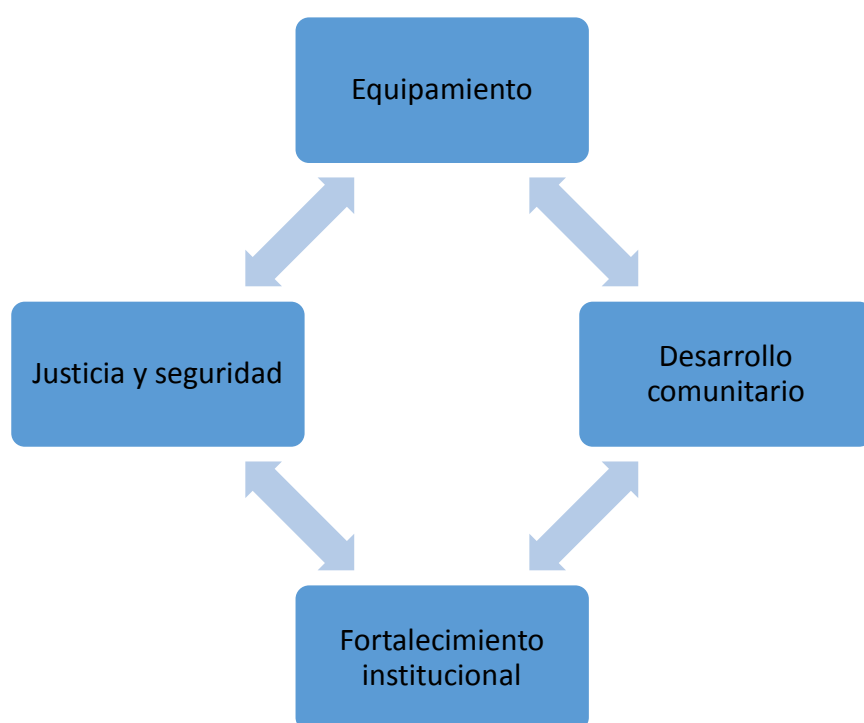 Equipamiento
Justicia y seguridad
Desarrollo
comunitario
Fortalecimiento
institucional